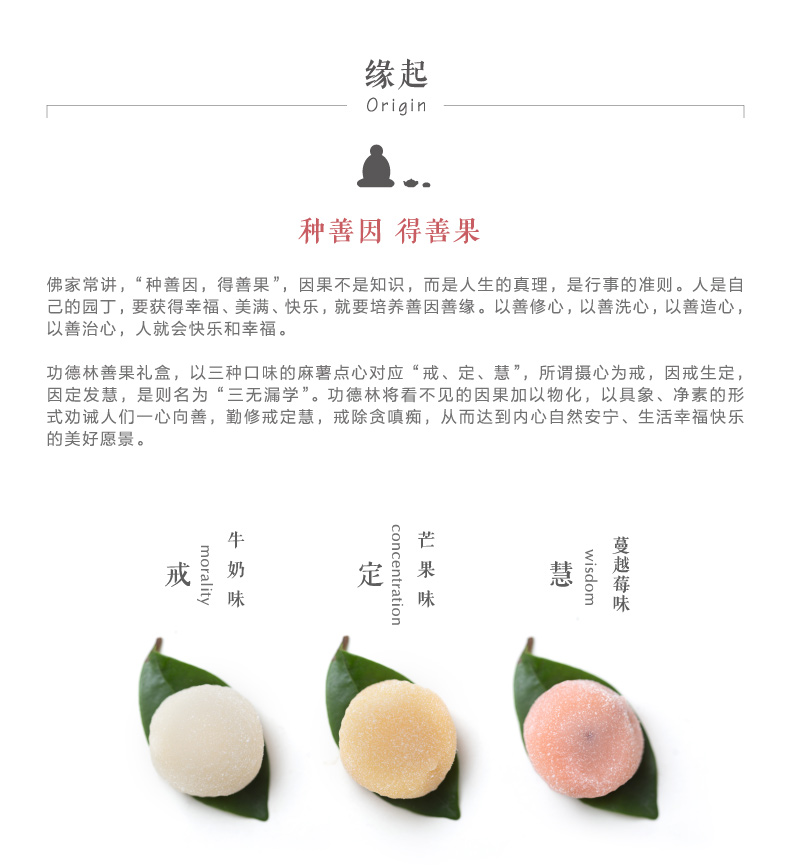 缘起
Origin
种善因 得善果
佛家常讲，“种善因，得善果”，因果不是知识，而是人生的真理，是行事的准则。人是自
己的园丁，要获得幸福、美满、快乐，就要培养善因善缘。以善修心，以善洗心，以善造心，
以善治心，人就会快乐和幸福。
功德林善果礼盒，以三种口味的麻薯点心对应“戒、定、慧”，所谓摄心为戒，因戒生定，
因定发慧，是则名为“三无漏学”。功德林将看不见的因果加以物化，以具象、净素的形
式劝诫人们一心向善，勤修戒定慧，戒除贪嗔痴，从而达到内心自然安宁、生活幸福快乐
的美好愿景。
戒
morality
牛奶味
定
concentration
芒果味
慧
wisdom
蔓越莓味